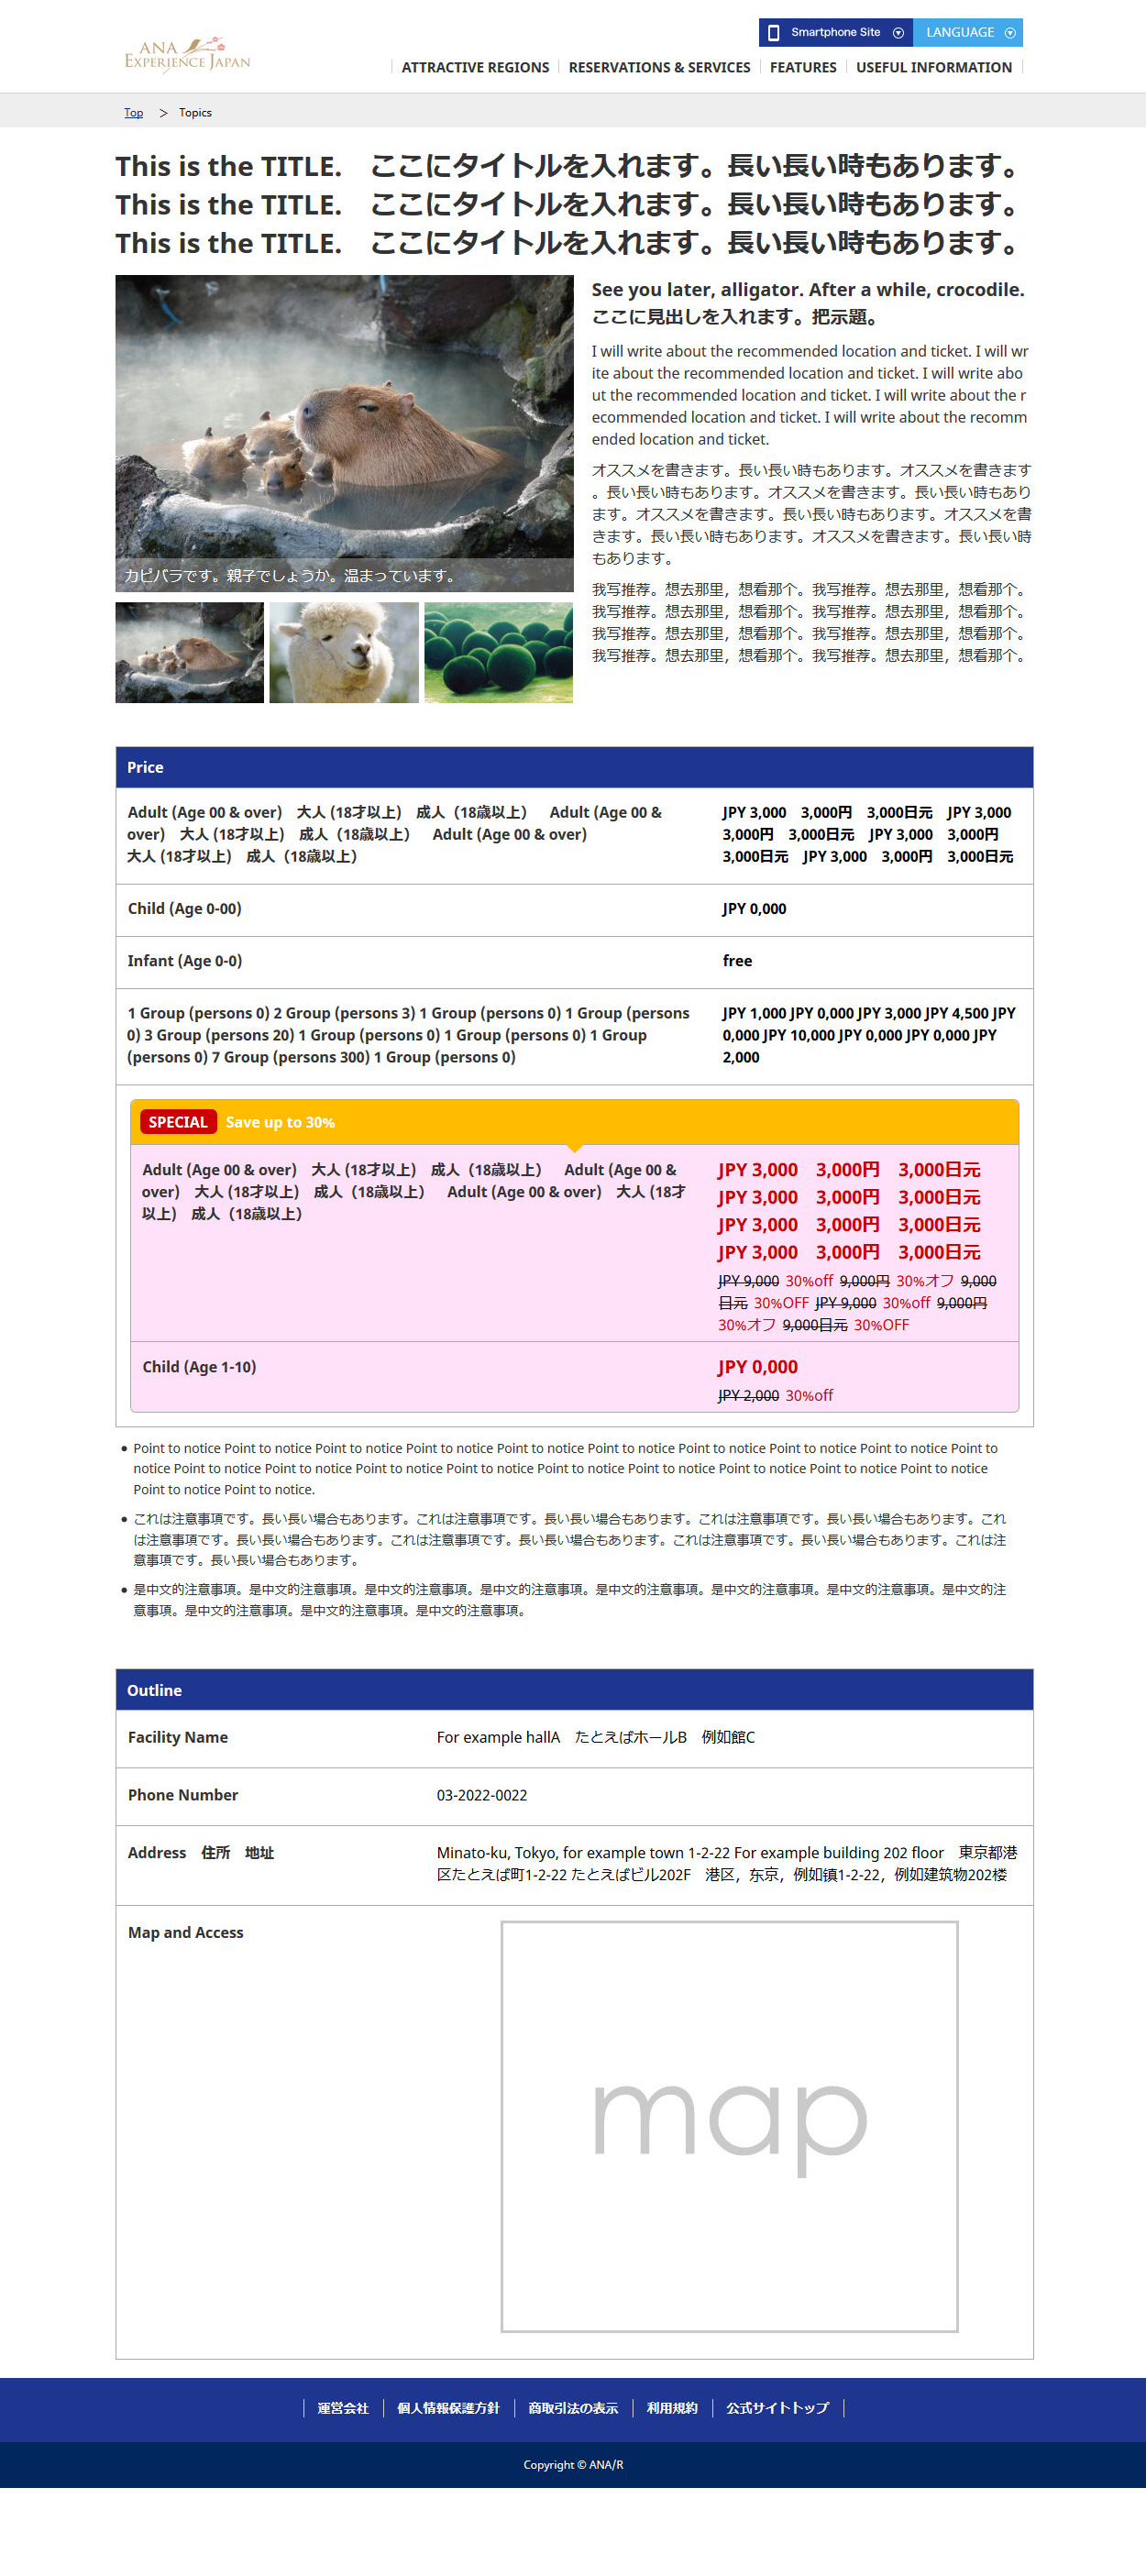 Smartphone Site LANGUAGE
ANA
EXPERIENCE JAPAN
ATTRACTIVE REGIONS RESERVATIONS & SERVICES FEATURES USEFUL INFORMATION
Top ＞ Topics
This is the TITLE.　ここにタイトルを入れます。長い長い時もあります。
This is the TITLE.　ここにタイトルを入れます。長い長い時もあります。
This is the TITLE.　ここにタイトルを入れます。長い長い時もあります。
カピバラです。親子でしょうか。温まっています。
See you later, alligator. After a while, crocodile.
ここに見出しを入れます。把示題。
I will write about the recommended location and ticket. I will wr
ite about the recommended location and ticket. I will write abo
ut the recommended location and ticket. I will write about the r
ecommended location and ticket. I will write about the recomm
ended location and ticket.
オススメを書きます。長い長い時もあります。オススメを書きます
。長い長い時もあります。オススメを書きます。長い長い時もあり
ます。オススメを書きます。長い長い時もあります。オススメを書
きます。長い長い時もあります。オススメを書きます。長い長い時
もあります。
我写推荐。想去那里，想看那个。我写推荐。想去那里，想看那个。
我写推荐。想去那里，想看那个。我写推荐。想去那里，想看那个。
我写推荐。想去那里，想看那个。我写推荐。想去那里，想看那个。
我写推荐。想去那里，想看那个。我写推荐。想去那里，想看那个。
Price
Adult (Age 00 & over)　大人 (18才以上)　成人（18歳以上）　Adult (Age 00 &
over)　大人 (18才以上)　成人（18歳以上）　Adult (Age 00 & over)
大人 (18才以上)　成人（18歳以上）
JPY 3,000　3,000円　3,000日元　JPY 3,000
3,000円　3,000日元　JPY 3,000　3,000円
3,000日元　JPY 3,000　3,000円　3,000日元
Child (Age 0-00)
JPY 0,000
Infant (Age 0-0)
free
1 Group (persons 0) 2 Group (persons 3) 1 Group (persons 0) 1 Group (persons
0) 3 Group (persons 20) 1 Group (persons 0) 1 Group (persons 0) 1 Group
(persons 0) 7 Group (persons 300) 1 Group (persons 0)
JPY 1,000 JPY 0,000 JPY 3,000 JPY 4,500 JPY
0,000 JPY 10,000 JPY 0,000 JPY 0,000 JPY
2,000
SPECIAL Save up to 30%
Adult (Age 00 & over)　大人 (18才以上)　成人（18歳以上）　Adult (Age 00 &
over)　大人 (18才以上)　成人（18歳以上）　Adult (Age 00 & over)　大人 (18才
以上)　成人（18歳以上）
JPY 3,000　3,000円　3,000日元
JPY 3,000　3,000円　3,000日元
JPY 3,000　3,000円　3,000日元
JPY 3,000　3,000円　3,000日元
JPY 9,000 30%off 9,000円 30%オフ 9,000
日元 30%OFF JPY 9,000 30%off 9,000円
30%オフ 9,000日元 30%OFF
Child (Age 1-10)
JPY 0,000
JPY 2,000 30%off
● Point to notice Point to notice Point to notice Point to notice Point to notice Point to notice Point to notice Point to notice Point to notice Point to
notice Point to notice Point to notice Point to notice Point to notice Point to notice Point to notice Point to notice Point to notice Point to notice
Point to notice Point to notice.
● これは注意事項です。長い長い場合もあります。これは注意事項です。長い長い場合もあります。これは注意事項です。長い長い場合もあります。これ
は注意事項です。長い長い場合もあります。これは注意事項です。長い長い場合もあります。これは注意事項です。長い長い場合もあります。これは注
意事項です。長い長い場合もあります。
● 是中文的注意事項。是中文的注意事項。是中文的注意事項。是中文的注意事項。是中文的注意事項。是中文的注意事項。是中文的注意事項。是中文的注
意事項。是中文的注意事項。是中文的注意事項。是中文的注意事項。
Outline
Facility Name
For example hallA　たとえばホールB　例如館C
Phone Number
03-2022-0022
Address　住所　地址
Minato-ku, Tokyo, for example town 1-2-22 For example building 202 floor　東京都港
区たとえば町1-2-22 たとえばビル202F　港区，东京，例如镇1-2-22，例如建筑物202楼
Map and Access
map
運営会社 個人情報保護方針 商取引法の表示 利用規約 公式サイトトップ
Copyright © ANA/R